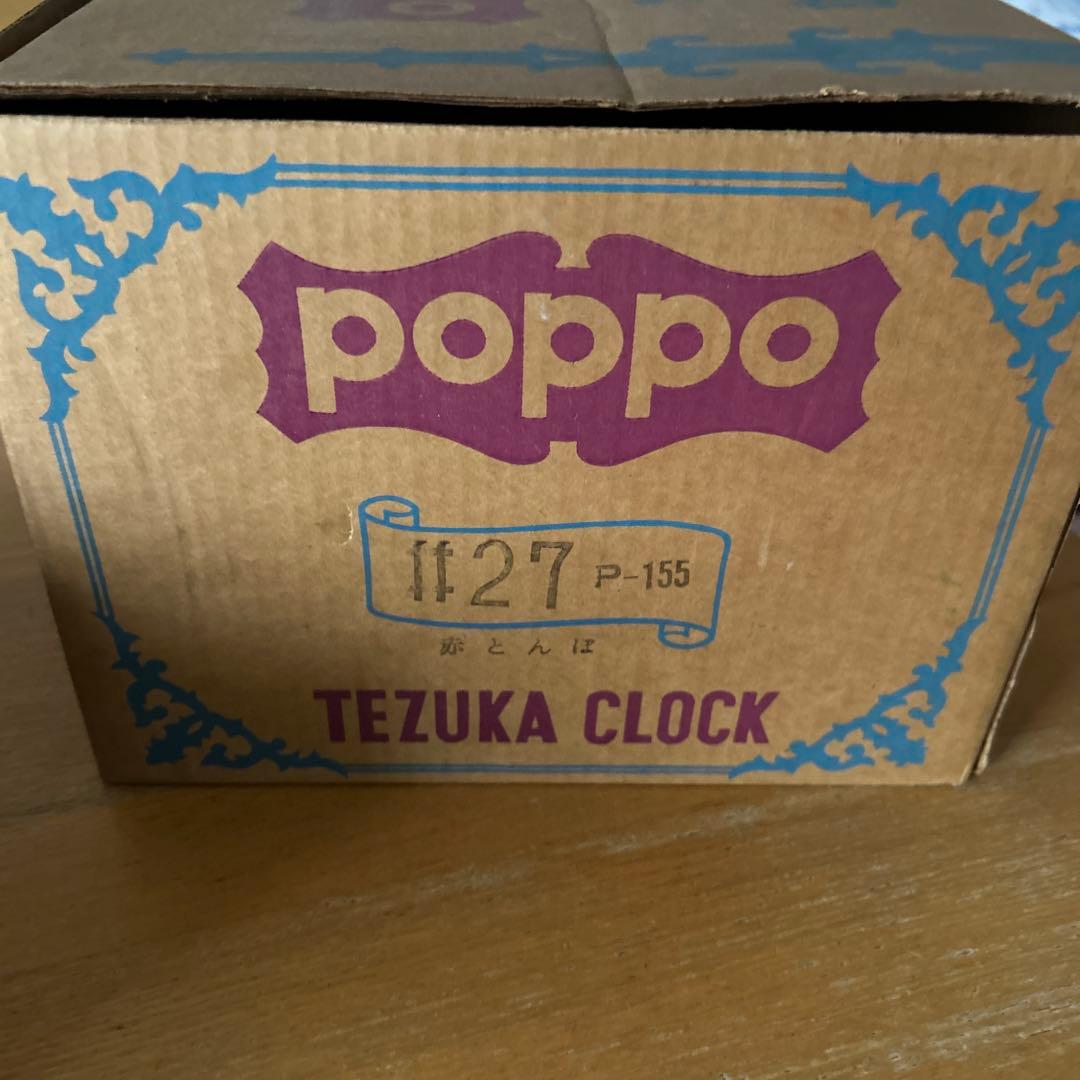 poppo
#27 P-155
赤とんぼ
TEZUKA CLOCK